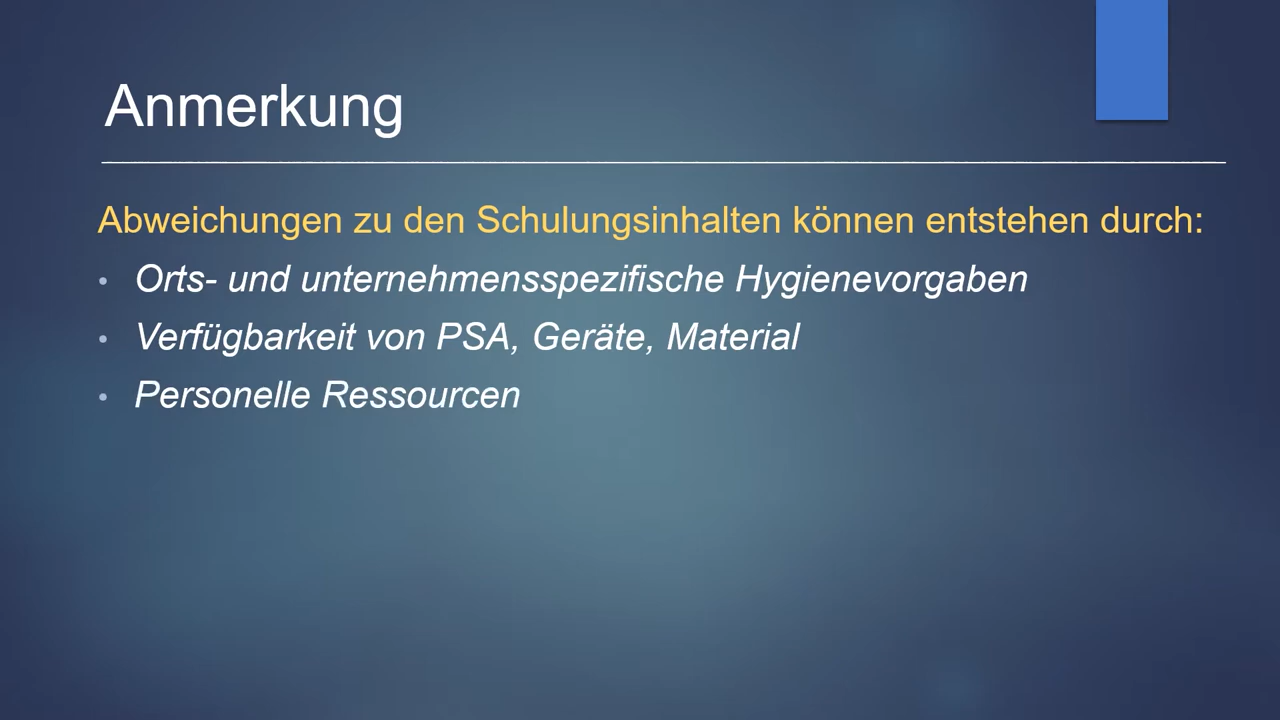 Anmerkung
Abweichungen zu den Schulungsinhalten können entstehen durch:
• Orts- und unternehmensspezifische Hygienevorgaben
• Verfügbarkeit von PSA, Geräte, Material
• Personelle Ressourcen